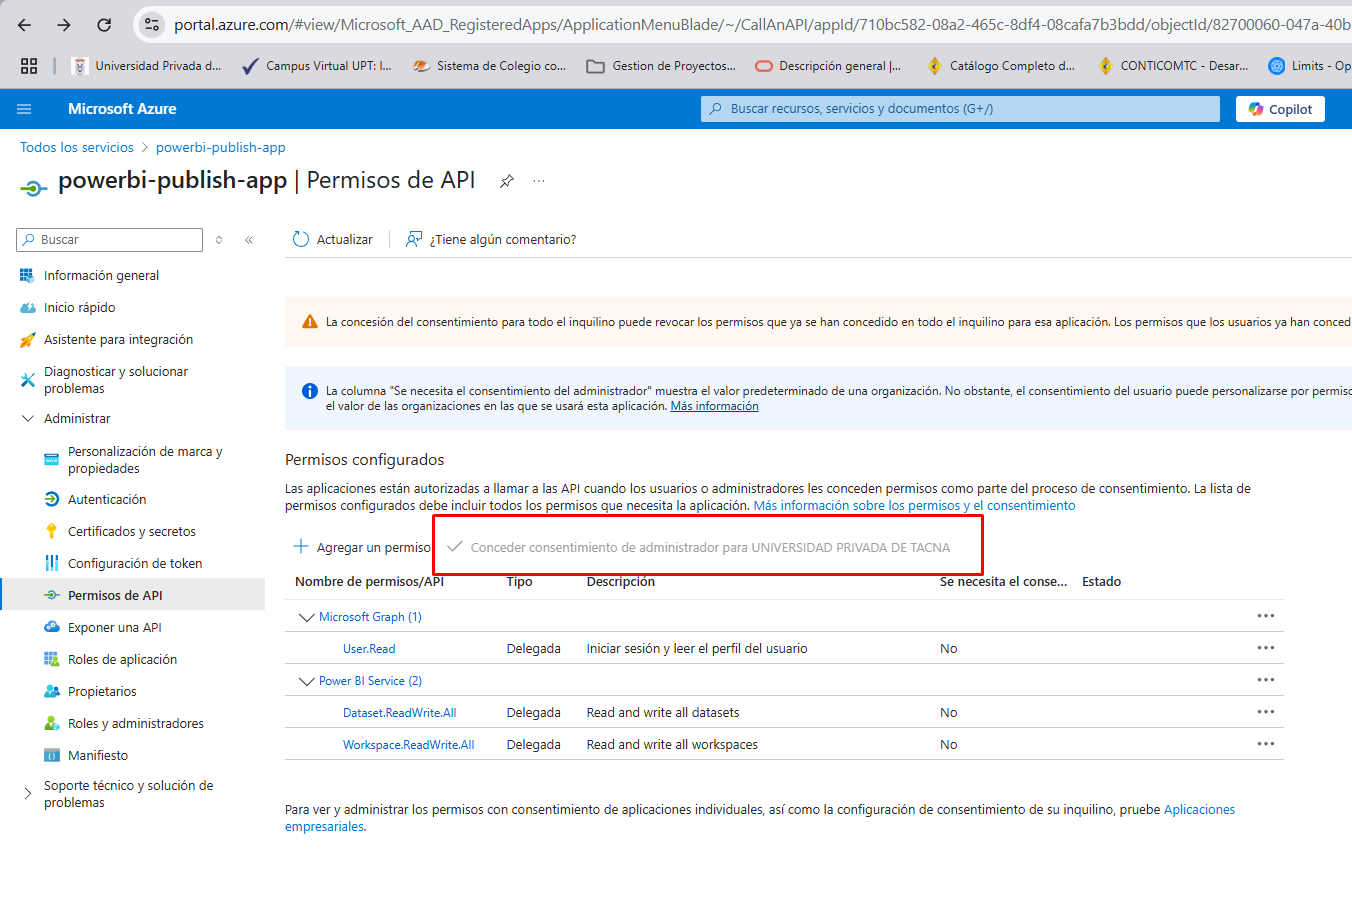 portal.azure.com/#view/Microsoft_AAD_RegisteredApps/ApplicationMenuBlade/~/CallAnAPI/appId/710bc582-08a2-465c-8df4-08cafa7b3bdd/objectId/82700060-047a-40b
Universidad Privada d...
Campus Virtual UPT: I...
Sistema de Colegio co...
Gestion de Proyectos...
Descripción general |...
Catálogo Completo d...
CONTICOMTC - Desar...
Limits - Op
Microsoft Azure
Buscar recursos, servicios y documentos (G+/)
Copilot
Todos los servicios > powerbi-publish-app
powerbi-publish-app | Permisos de API
Buscar
Información general
Inicio rápido
Asistente para integración
Diagnosticar y solucionar
problemas
Administrar
Personalización de marca y
propiedades
Autenticación
Certificados y secretos
Configuración de token
Permisos de API
Exponer una API
Roles de aplicación
Propietarios
Roles y administradores
Manifiesto
Soporte técnico y solución de
problemas
Actualizar
¿Tiene algún comentario?
La concesión del consentimiento para todo el inquilino puede revocar los permisos que ya se han concedido en todo el inquilino para esa aplicación. Los permisos que los usuarios ya han conced
La columna "Se necesita el consentimiento del administrador" muestra el valor predeterminado de una organización. No obstante, el consentimiento del usuario puede personalizarse por permiso
el valor de las organizaciones en las que se usará esta aplicación. Más información
Permisos configurados
Las aplicaciones están autorizadas a llamar a las API cuando los usuarios o administradores les conceden permisos como parte del proceso de consentimiento. La lista de
permisos configurados debe incluir todos los permisos que necesita la aplicación. Más información sobre los permisos y el consentimiento
Agregar un permiso
Conceder consentimiento de administrador para UNIVERSIDAD PRIVADA DE TACNA
Nombre de permisos/API Tipo Descripción Se necesita el conse... Estado
Microsoft Graph (1)
User.Read Delegada Iniciar sesión y leer el perfil del usuario No
Power BI Service (2)
Dataset.ReadWrite.All Delegada Read and write all datasets No
Workspace.ReadWrite.All Delegada Read and write all workspaces No
Para ver y administrar los permisos con consentimiento de aplicaciones individuales, así como la configuración de consentimiento de su inquilino, pruebe Aplicaciones
empresariales.